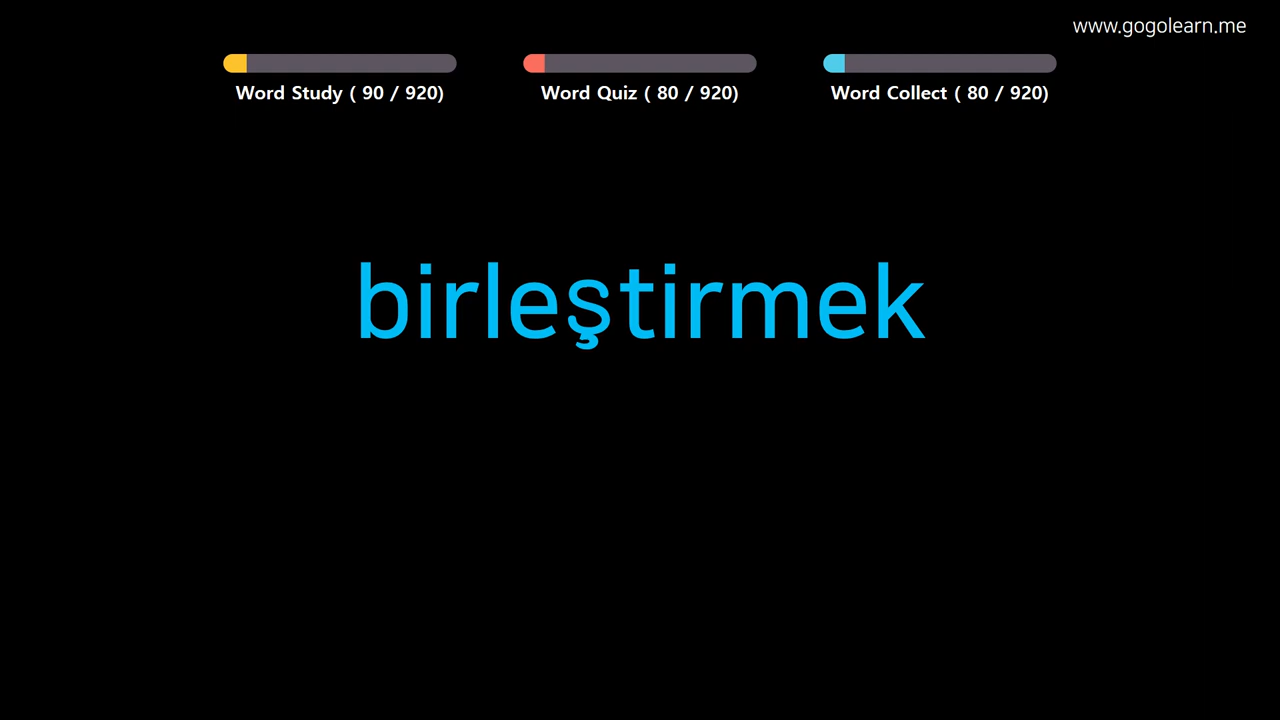 www.gogolearn.me
Word Study ( 90 / 920)
Word Quiz ( 80 / 920)
Word Collect ( 80 / 920)
birleştirmek